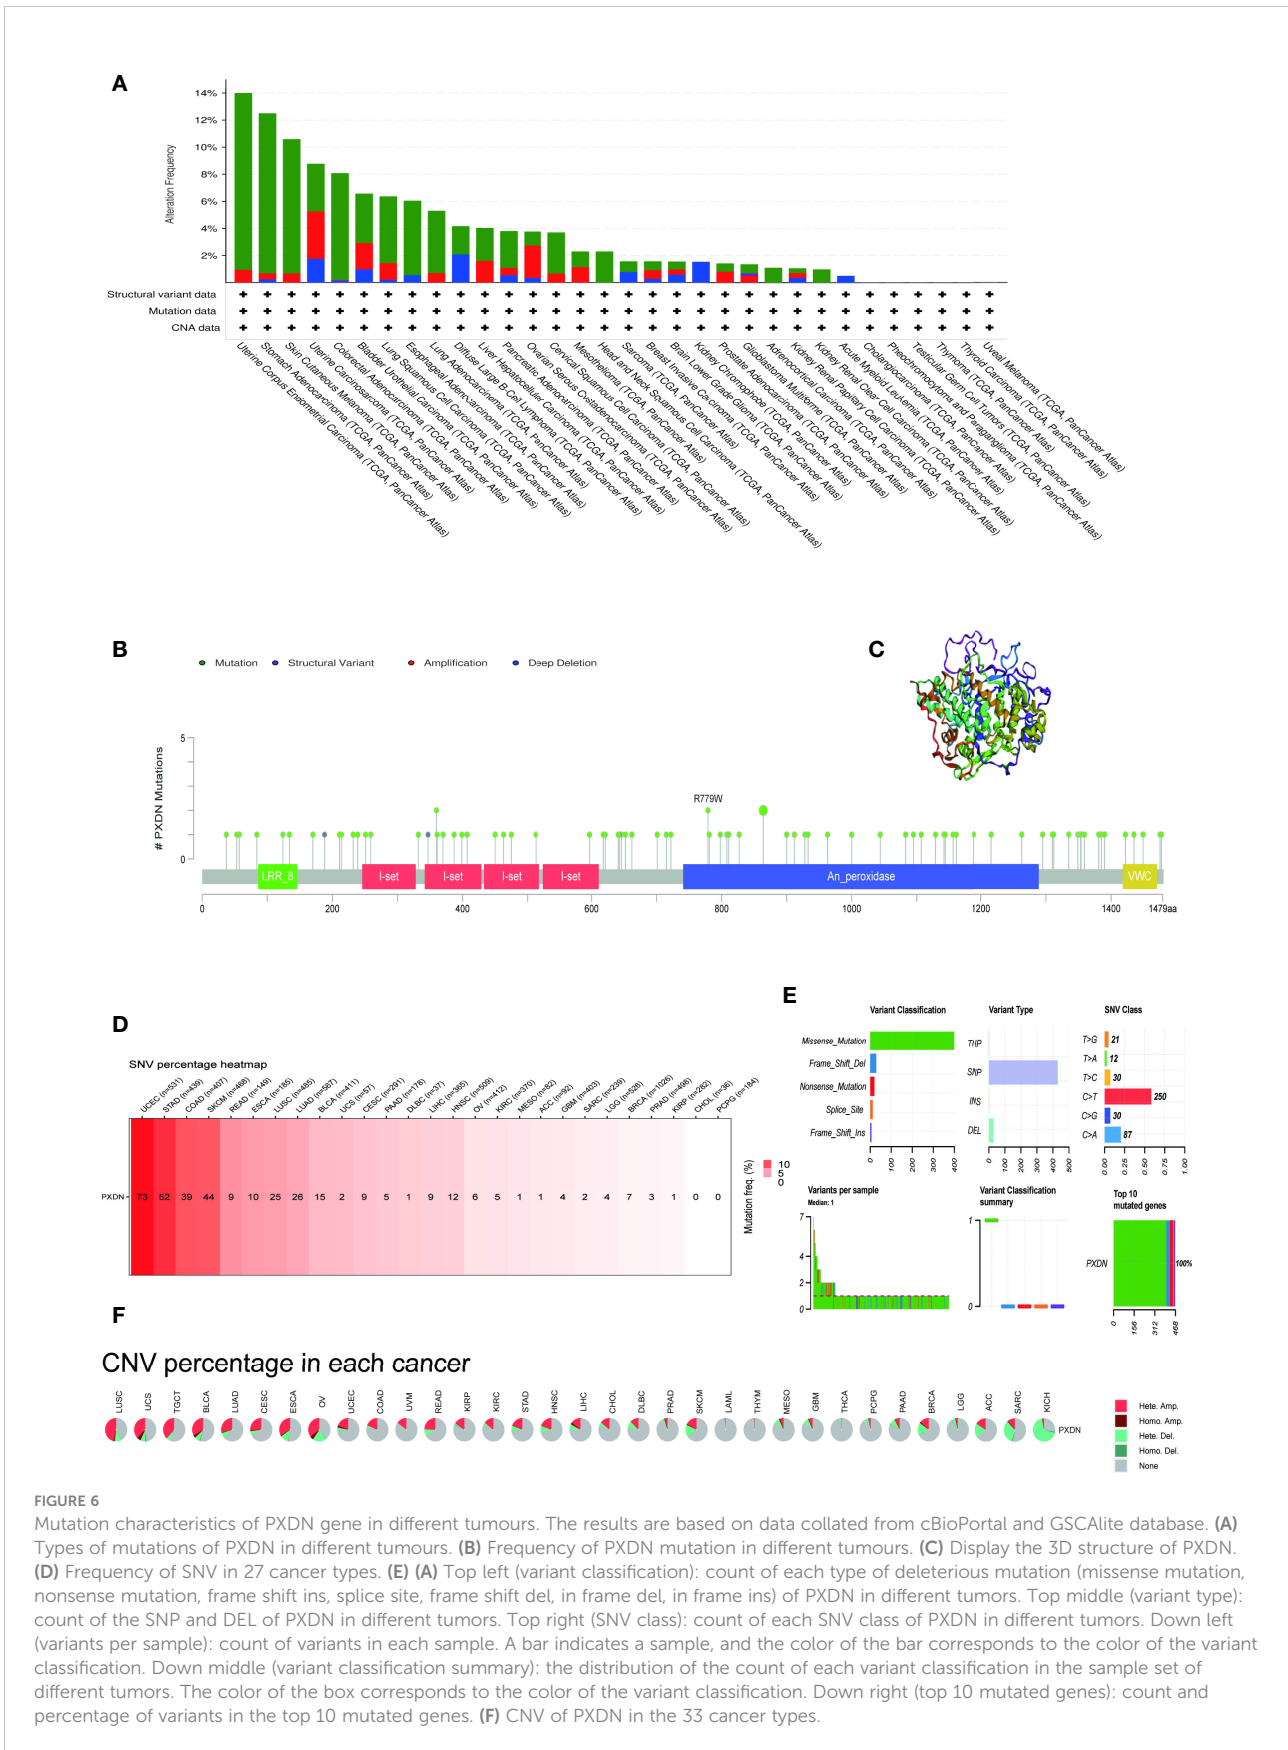 A
14%
12%
10%
8%
6%
4%
2%
Alteration Frequency
Structural variant data
Mutation data
CNA data
Uterine Corpus Endometrial Carcinoma (TCGA, PanCancer Atlas)
Stomach Adenocarcinoma (TCGA, PanCancer Atlas)
Skin Cutaneous Melanoma (TCGA, PanCancer Atlas)
Uterine Carcinosarcoma (TCGA, PanCancer Atlas)
Colorectal Adenocarcinoma (TCGA, PanCancer Atlas)
Bladder Urothelial Carcinoma (TCGA, PanCancer Atlas)
Lung Squamous Cell Carcinoma (TCGA, PanCancer Atlas)
Esophageal Adenocarcinoma (TCGA, PanCancer Atlas)
Lung Adenocarcinoma (TCGA, PanCancer Atlas)
Diffuse Large B-Cell Lymphoma (TCGA, PanCancer Atlas)
Liver Hepatocellular Carcinoma (TCGA, PanCancer Atlas)
Pancreatic Adenocarcinoma (TCGA, PanCancer Atlas)
Ovarian Serous Cystadenocarcinoma (TCGA, PanCancer Atlas)
Cervical Squamous Cell Carcinoma (TCGA, PanCancer Atlas)
Mesothelioma (TCGA, PanCancer Atlas)
Head and Neck Squamous Cell Carcinoma (TCGA, PanCancer Atlas)
Sarcoma (TCGA, PanCancer Atlas)
Breast Invasive Carcinoma (TCGA, PanCancer Atlas)
Brain Lower Grade Glioma (TCGA, PanCancer Atlas)
Kidney Chromophobe (TCGA, PanCancer Atlas)
Prostate Adenocarcinoma (TCGA, PanCancer Atlas)
Glioblastoma Multiforme (TCGA, PanCancer Atlas)
Adrenocortical Carcinoma (TCGA, PanCancer Atlas)
Kidney Renal Papillary Cell Carcinoma (TCGA, PanCancer Atlas)
Kidney Renal Clear Cell Carcinoma (TCGA, PanCancer Atlas)
Acute Myeloid Leukemia (TCGA, PanCancer Atlas)
Cholangiocarcinoma (TCGA, PanCancer Atlas)
Pheochromocytoma and Paraganglioma (TCGA, PanCancer Atlas)
Testicular Germ Cell Tumors (TCGA, PanCancer Atlas)
Thymoma (TCGA, PanCancer Atlas)
Thyroid Carcinoma (TCGA, PanCancer Atlas)
Uveal Melanoma (TCGA, PanCancer Atlas)
B
Mutation Structural Variant Amplification Deep Deletion
C
# PXDN Mutations
5
0
R779W
LRR_8 I-set I-set I-set I-set An_peroxidase VWC
0 200 400 600 800 1000 1200 1400 1479aa
D
SNV percentage heatmap
UCEC (n=531) STAD (n=439) COAD (n=407) SKCM (n=468) READ (n=149) ESCA (n=185) LUSC (n=485) LUAD (n=567) BLCA (n=411) UCS (n=57) CESC (n=291) PAAD (n=178) DLBC (n=37) LIHC (n=365) HNSC (n=509) OV (n=412) KIRC (n=370) MESO (n=82) ACC (n=92) GBM (n=403) SARC (n=239) LGG (n=526) BRCA (n=1026) PRAD (n=498) KIRP (n=282) CHOL (n=36) PCPG (n=184)
PXDN 73 52 39 44 9 10 25 26 15 2 9 5 1 9 12 6 5 1 1 4 2 4 7 3 1 0 0
Mutation freq. (%)
10
5
0
E
Variant Classification
Missense_Mutation
Frame_Shift_Del
Nonsense_Mutation
Splice_Site
Frame_Shift_Ins
0 100 200 300 400
Variant Type
SNP
INS
DEL
0 100 200 300 400 500
SNV Class
T>G 21
T>A 12
T>C 30
C>T 250
C>G 30
C>A 87
0.00 0.25 0.50 0.75 1.00
Variants per sample
Median: 1
7
4
2
0
Variant Classification
summary
1
0
Top 10
mutated genes
PXDN 100%
0 156 312 468
F
CNV percentage in each cancer
LUSC UCS TGCT BLCA LUAD CESC ESCA OV UCEC COAD UVM READ KIRP KIRC STAD HNSC LIHC CHOL DLBC PRAD SKCM LAML THYM MESO GBM THCA PCPG PAAD BRCA LGG ACC SARC KICH
PXDN
Hete. Amp.
Homo. Amp.
Hete. Del.
Homo. Del.
None
FIGURE 6
Mutation characteristics of PXDN gene in different tumours. The results are based on data collated from cBioPortal and GSCAlite database. (A)
Types of mutations of PXDN in different tumours. (B) Frequency of PXDN mutation in different tumours. (C) Display the 3D structure of PXDN.
(D) Frequency of SNV in 27 cancer types. (E) (A) Top left (variant classification): count of each type of deleterious mutation (missense mutation,
nonsense mutation, frame shift ins, splice site, frame shift del, in frame del, in frame ins) of PXDN in different tumours. Top middle (variant type):
count of the SNP and DEL of PXDN in different tumors. Top right (SNV class): count of each SNV class of PXDN in different tumors. Down left
(variants per sample): count of variants in each sample. A bar indicates a sample, and the color of the bar corresponds to the color of the variant
classification. Down middle (variant classification summary): the distribution of the count of each variant classification in the sample set of
different tumors. The color of the box corresponds to the color of the variant classification. Down right (top 10 mutated genes): count and
percentage of variants in the top 10 mutated genes. (F) CNV of PXDN in the 33 cancer types.